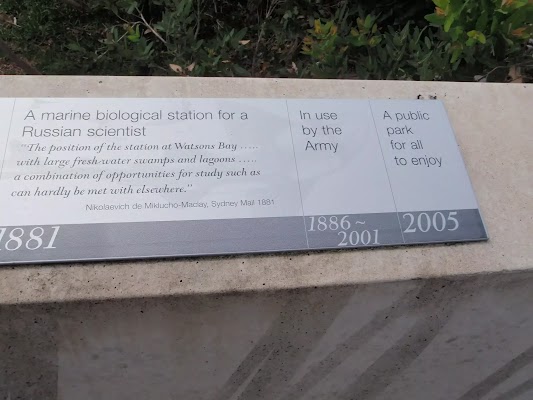 A marine biological station for a
Russian scientist
"The position of the station at Watsons Bay .....
with large fresh-water swamps and lagoons .....
a combination of opportunities for study such as
can hardly be met with elsewhere."
Nikolaevich de Miklucho-Maclay, Sydney Mail 1881
1881
In use
by the
Army
1886~
2001
A public
park
for all
to enjoy
2005